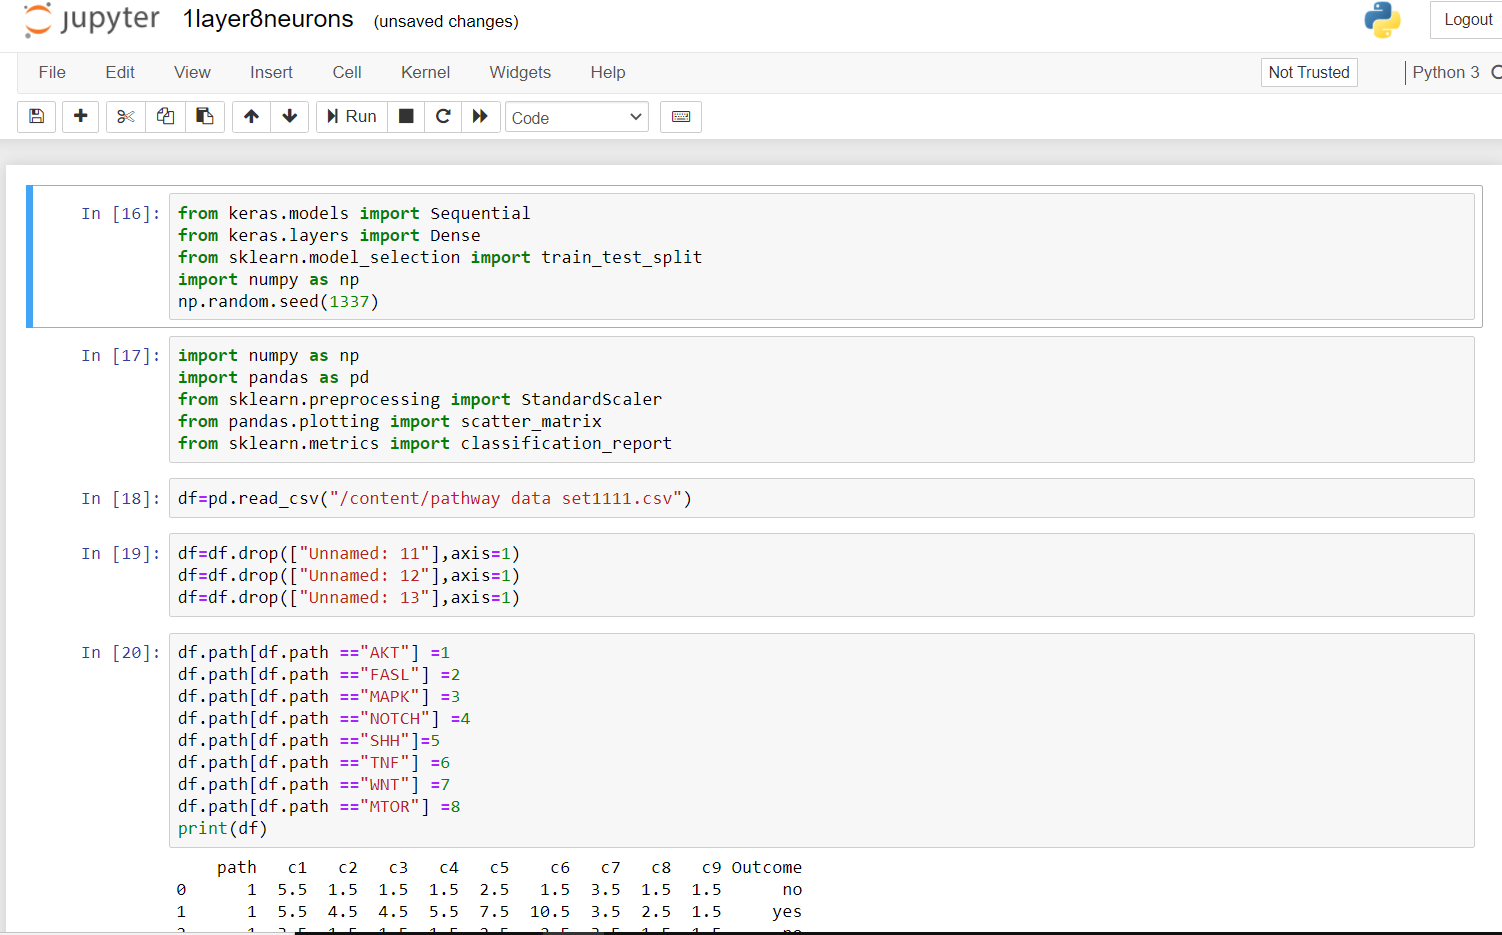 jupyter 1layer8neurons (unsaved changes) Logout
File Edit View Insert Cell Kernel Widgets Help Not Trusted Python 3
Run Code
In [16]: from keras.models import Sequential
from keras.layers import Dense
from sklearn.model_selection import train_test_split
import numpy as np
np.random.seed(1337)
In [17]: import numpy as np
import pandas as pd
from sklearn.preprocessing import StandardScaler
from pandas.plotting import scatter_matrix
from sklearn.metrics import classification_report
In [18]: df=pd.read_csv("/content/pathway data set1111.csv")
In [19]: df=df.drop(["Unnamed: 11"],axis=1)
df=df.drop(["Unnamed: 12"],axis=1)
df=df.drop(["Unnamed: 13"],axis=1)
In [20]: df.path[df.path =="AKT"] =1
df.path[df.path =="FASL"] =2
df.path[df.path =="MAPK"] =3
df.path[df.path =="NOTCH"] =4
df.path[df.path =="SHH"]=5
df.path[df.path =="TNF"] =6
df.path[df.path =="WNT"] =7
df.path[df.path =="MTOR"] =8
print(df)
path c1 c2 c3 c4 c5 c6 c7 c8 c9 Outcome
0 1 5.5 1.5 1.5 1.5 2.5 1.5 3.5 1.5 1.5 no
1 1 5.5 4.5 4.5 5.5 7.5 10.5 3.5 2.5 1.5 yes